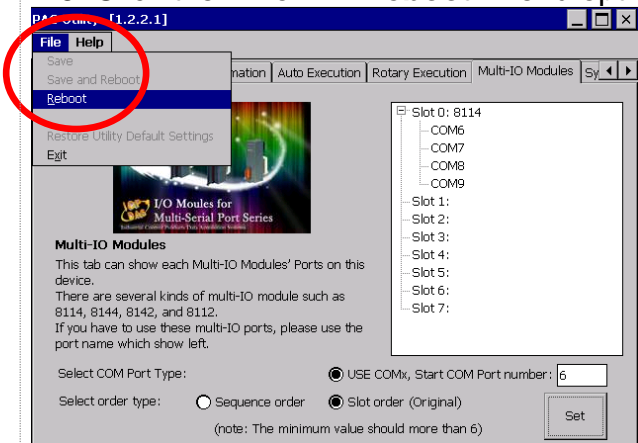 [1.2.2.1]
File Help
Save
Save and Reboot
Reboot
Restore Utility Default Settings
Exit
mation Auto Execution Rotary Execution Multi-IO Modules Sy
I/O Moules for
Multi-Serial Port Series
Multi-IO Modules
This tab can show each Multi-IO Modules' Ports on this
device.
There are several kinds of multi-IO module such as
8114, 8144, 8142, and 8112.
If you have to use these multi-IO ports, please use the
port name which show left.
Slot 0: 8114
COM6
COM7
COM8
COM9
Slot 1:
Slot 2:
Slot 3:
Slot 4:
Slot 5:
Slot 6:
Slot 7:
Select COM Port Type: USE COMx, Start COM Port number: 6
Select order type: Sequence order Slot order (Original)
(note: The minimum value should more than 6)
Set